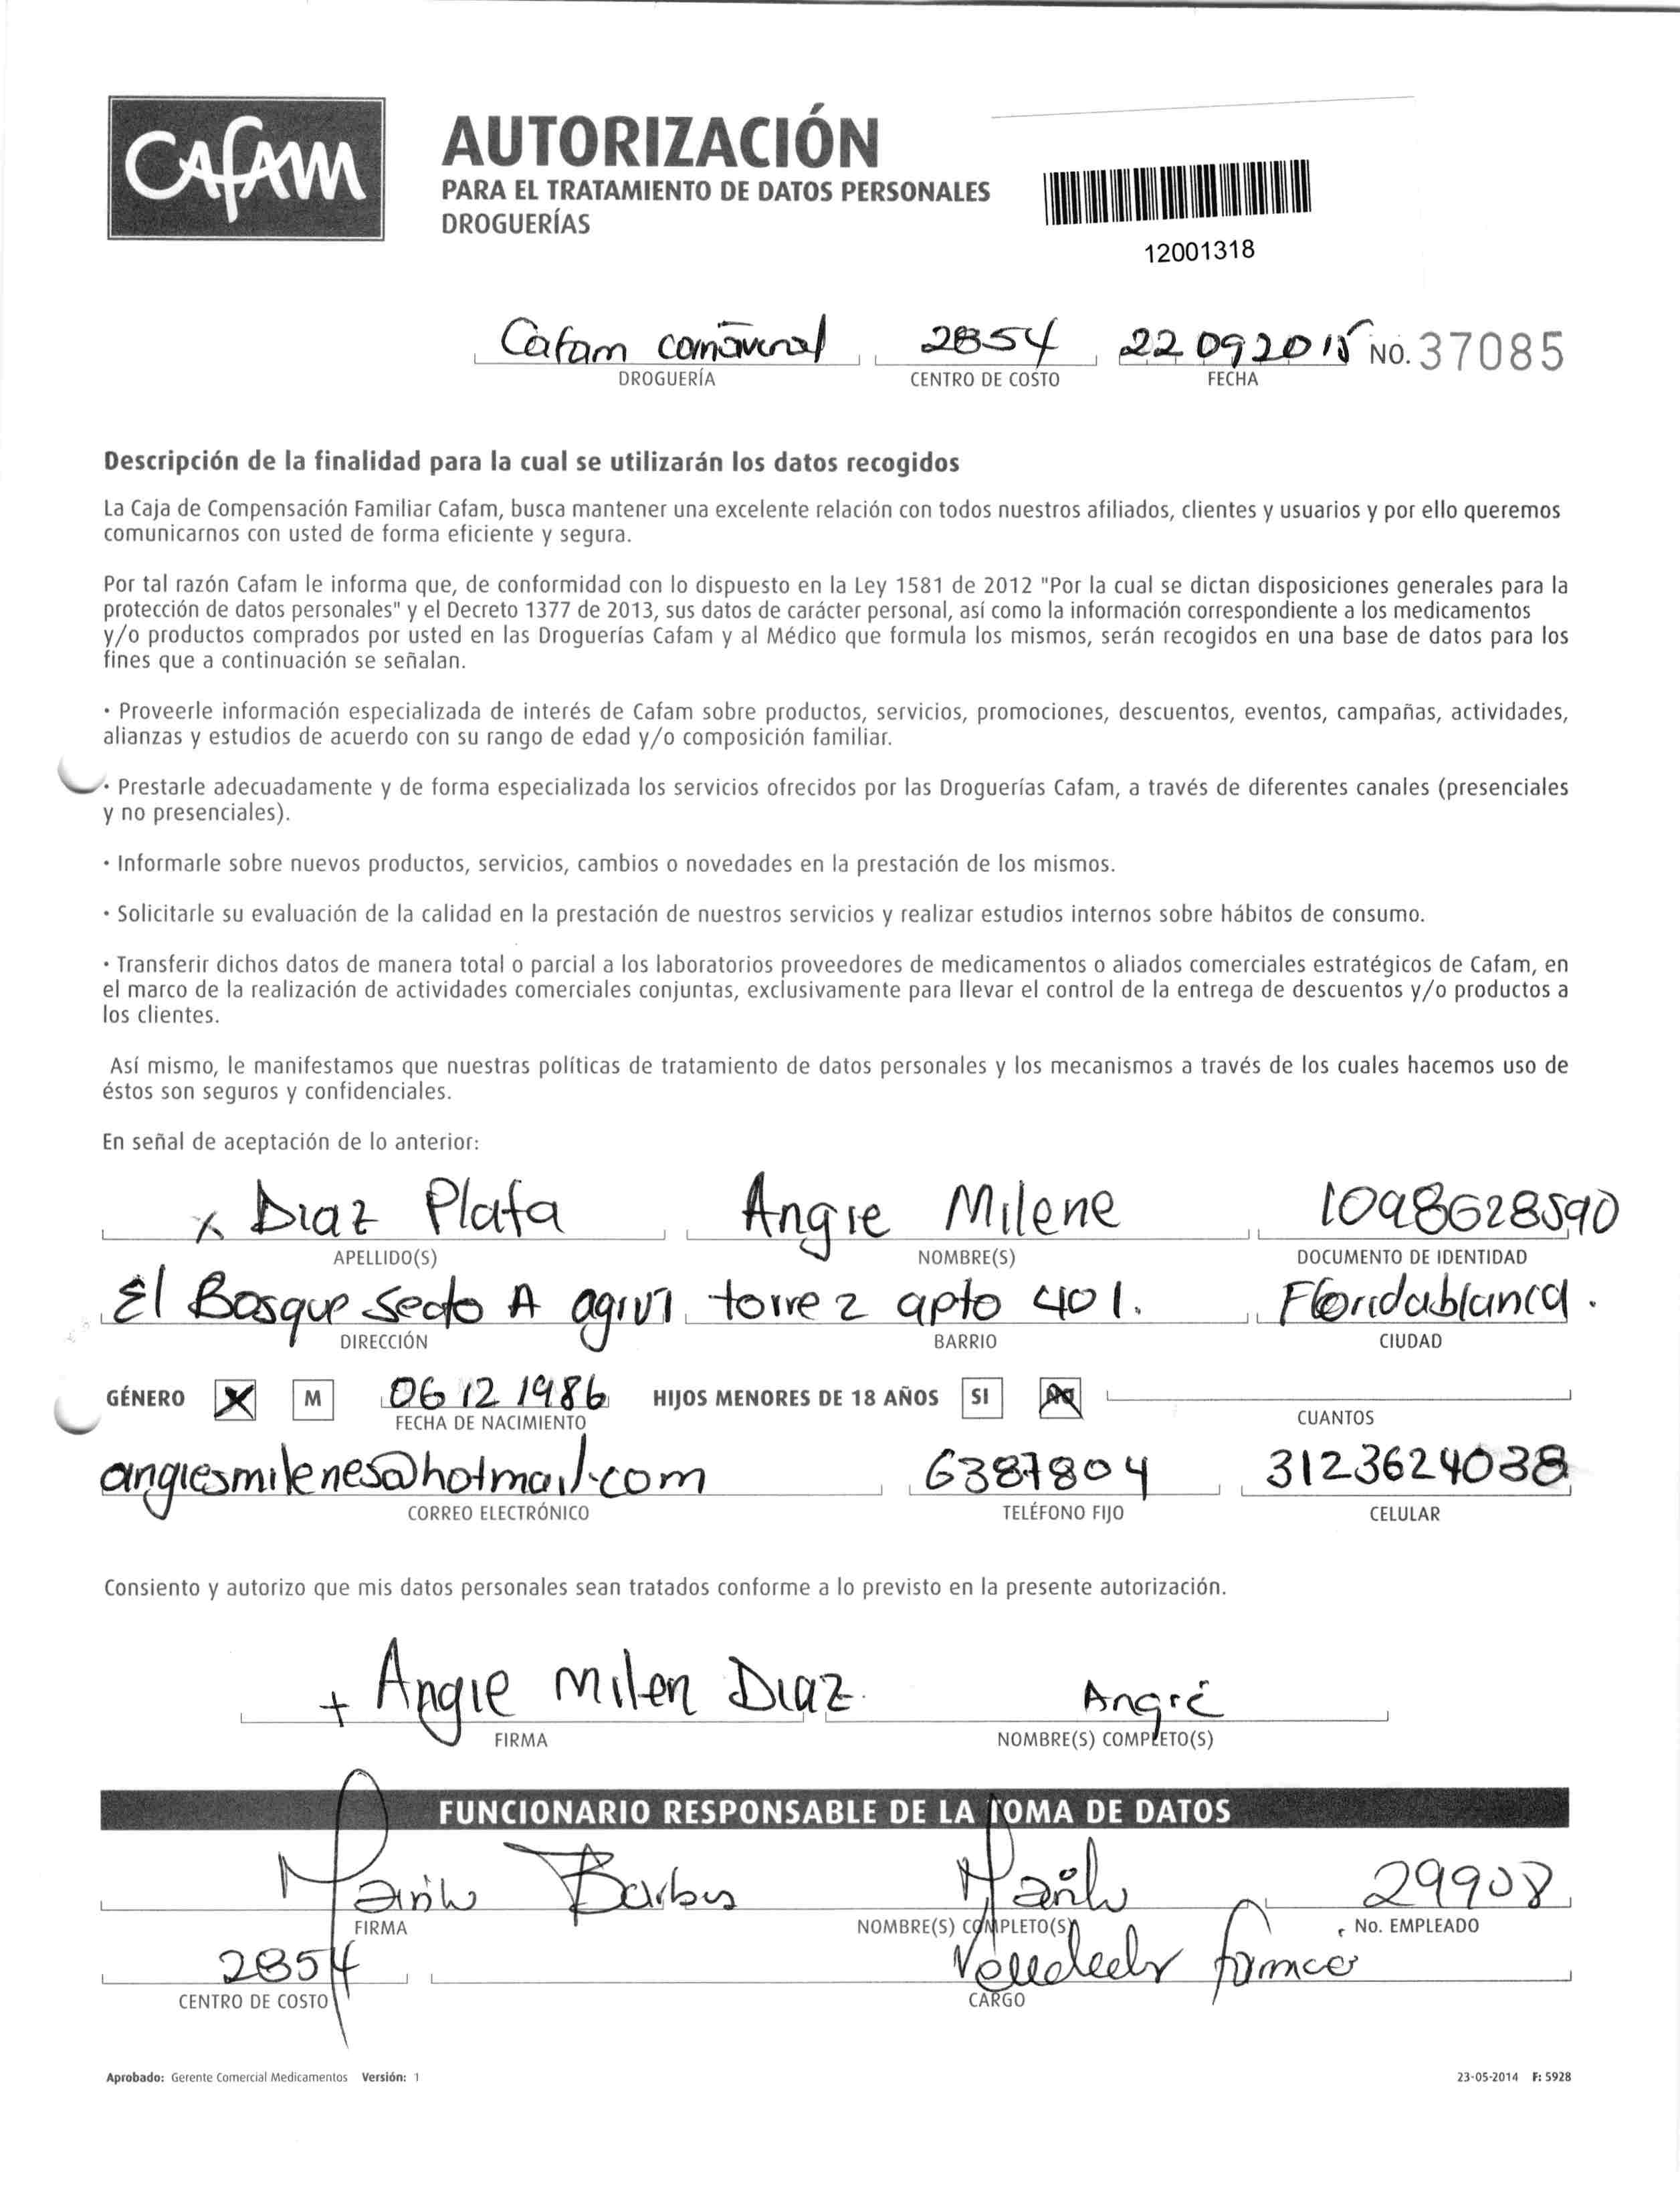 CAFAM
AUTORIZACIÓN
PARA EL TRATAMIENTO DE DATOS PERSONALES
DROGUERÍAS
12001318
Cafam cañaveral 2854 22 09 2015 NO. 37085
DROGUERÍA CENTRO DE COSTO FECHA
Descripción de la finalidad para la cual se utilizarán los datos recogidos
La Caja de Compensación Familiar Cafam, busca mantener una excelente relación con todos nuestros afiliados, clientes y usuarios y por ello queremos
comunicarnos con usted de forma eficiente y segura.
Por tal razón Cafam le informa que, de conformidad con lo dispuesto en la Ley 1581 de 2012 "Por la cual se dictan disposiciones generales para la
protección de datos personales" y el Decreto 1377 de 2013, sus datos de carácter personal, así como la información correspondiente a los medicamentos
y/o productos comprados por usted en las Droguerías Cafam y al Médico que formula los mismos, serán recogidos en una base de datos para los
fines que a continuación se señalan.
· Proveerle información especializada de interés de Cafam sobre productos, servicios, promociones, descuentos, eventos, campañas, actividades,
alianzas y estudios de acuerdo con su rango de edad y/o composición familiar.
· Prestarle adecuadamente y de forma especializada los servicios ofrecidos por las Droguerías Cafam, a través de diferentes canales (presenciales
y no presenciales).
· Informarle sobre nuevos productos, servicios, cambios o novedades en la prestación de los mismos.
· Solicitarle su evaluación de la calidad en la prestación de nuestros servicios y realizar estudios internos sobre hábitos de consumo.
· Transferir dichos datos de manera total o parcial a los laboratorios proveedores de medicamentos o aliados comerciales estratégicos de Cafam, en
el marco de la realización de actividades comerciales conjuntas, exclusivamente para llevar el control de la entrega de descuentos y/o productos a
los clientes.
Así mismo, le manifestamos que nuestras políticas de tratamiento de datos personales y los mecanismos a través de los cuales hacemos uso de
éstos son seguros y confidenciales.
En señal de aceptación de lo anterior:
x Diaz Plata Angie Milene 1098628590
APELLIDO(S) NOMBRE(S) DOCUMENTO DE IDENTIDAD
El Bosque Secto A torre 2 apto 401. Floridablanca.
DIRECCIÓN BARRIO CIUDAD
GÉNERO X M 06 12 1986 HIJOS MENORES DE 18 AÑOS SI
FECHA DE NACIMIENTO CUANTOS
angiesmilenes@hotmail.com 6387804 3123624038
CORREO ELECTRÓNICO TELÉFONO FIJO CELULAR
Consiento y autorizo que mis datos personales sean tratados conforme a lo previsto en la presente autorización.
+ Angie Milen Diaz Angie
FIRMA NOMBRE(S) COMPLETO(S)
FUNCIONARIO RESPONSABLE DE LA TOMA DE DATOS
29908
FIRMA NOMBRE(S) COMPLETO(S) No. EMPLEADO
2854
CENTRO DE COSTO CARGO
Aprobado: Gerente Comercial Medicamentos Versión: 1 23-05-2014 F: 5928